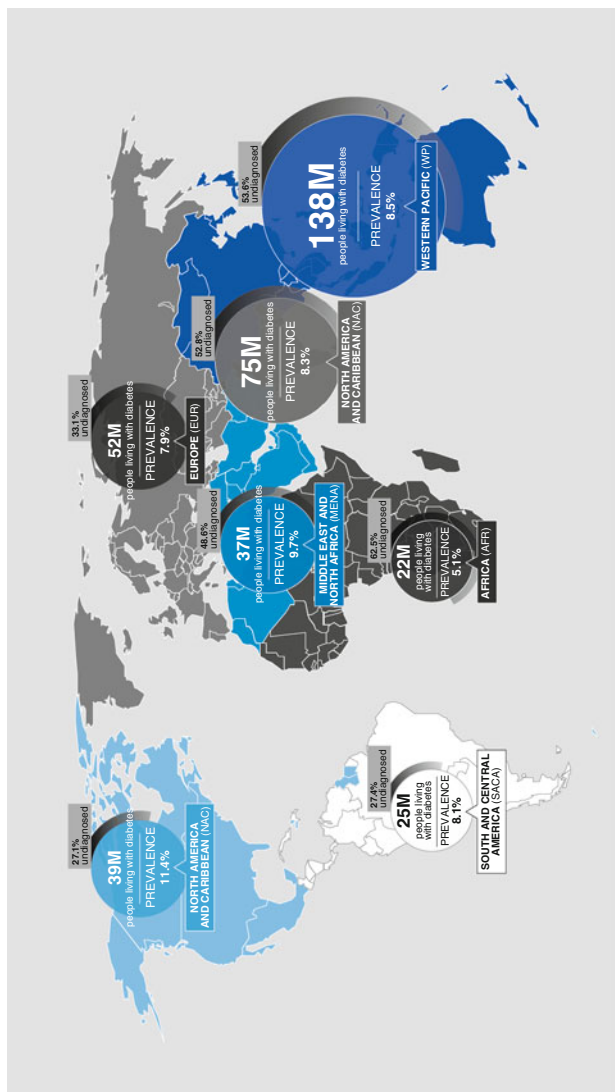 27.1%
undiagnosed
39M
people living with diabetes
PREVALENCE
11.4%
NORTH AMERICA
AND CARIBBEAN (NAC)
27.4%
undiagnosed
25M
people living
with diabetes
PREVALENCE
8.1%
SOUTH AND CENTRAL
AMERICA (SACA)
33.1%
undiagnosed
52M
people living with diabetes
PREVALENCE
7.9%
EUROPE (EUR)
48.6%
undiagnosed
37M
people living with diabetes
PREVALENCE
9.7%
MIDDLE EAST AND
NORTH AFRICA (MENA)
62.5%
undiagnosed
22M
people living
with diabetes
PREVALENCE
5.1%
AFRICA (AFR)
52.8%
undiagnosed
75M
people living with diabetes
PREVALENCE
8.3%
NORTH AMERICA
AND CARIBBEAN (NAC)
53.6%
undiagnosed
138M
people living with diabetes
PREVALENCE
8.5%
WESTERN PACIFIC (WP)